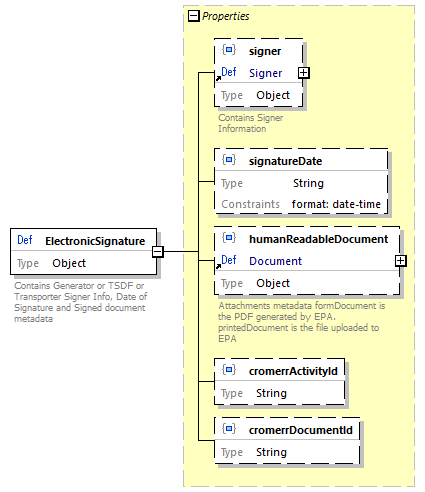 Properties
signer
Def Signer
Type Object
Contains Signer
Information
signatureDate
Type String
Constraints format: date-time
Def ElectronicSignature
Type Object
Contains Generator or TSDF or
Transporter Signer Info, Date of
Signature and Signed document
metadata
humanReadableDocument
Def Document
Type Object
Attachments metadata formDocument is
the PDF generated by EPA.
printedDocument is the file uploaded to
EPA
cromerrActivityId
Type String
cromerrDocumentId
Type String